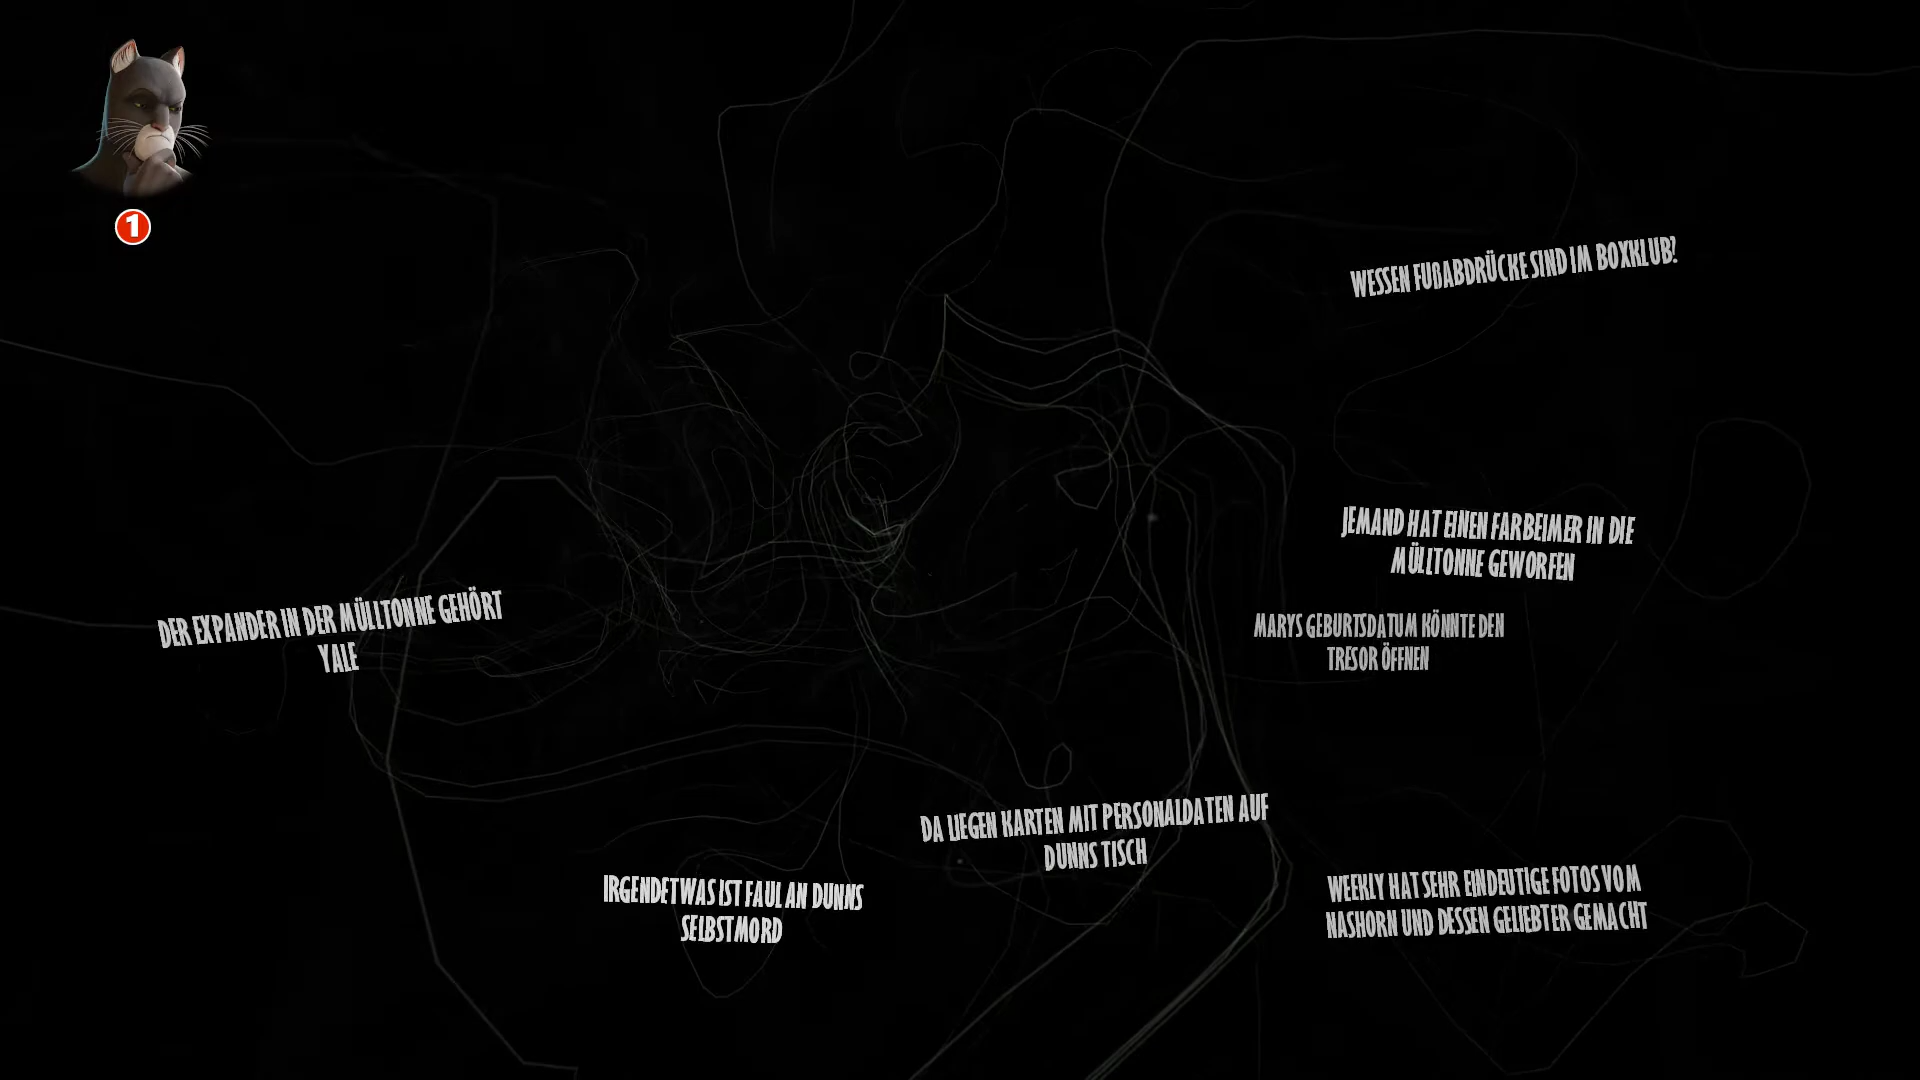 1
WESSEN FUßABDRÜCKE SIND IM BOXKLUB?
JEMAND HAT EINEN FARBEIMER IN DIE
MÜLLTONNE GEWORFEN
DER EXPANDER IN DER MÜLLTONNE GEHÖRT
YALE
MARYS GEBURTSDATUM KÖNNTE DEN
TRESOR ÖFFNEN
DA LIEGEN KARTEN MIT PERSONALDATEN AUF
DUNNS TISCH
IRGENDETWAS IST FAUL AN DUNNS
SELBSTMORD
WEEKLY HAT SEHR EINDEUTIGE FOTOS VOM
NASHORN UND DESSEN GELIEBTER GEMACHT